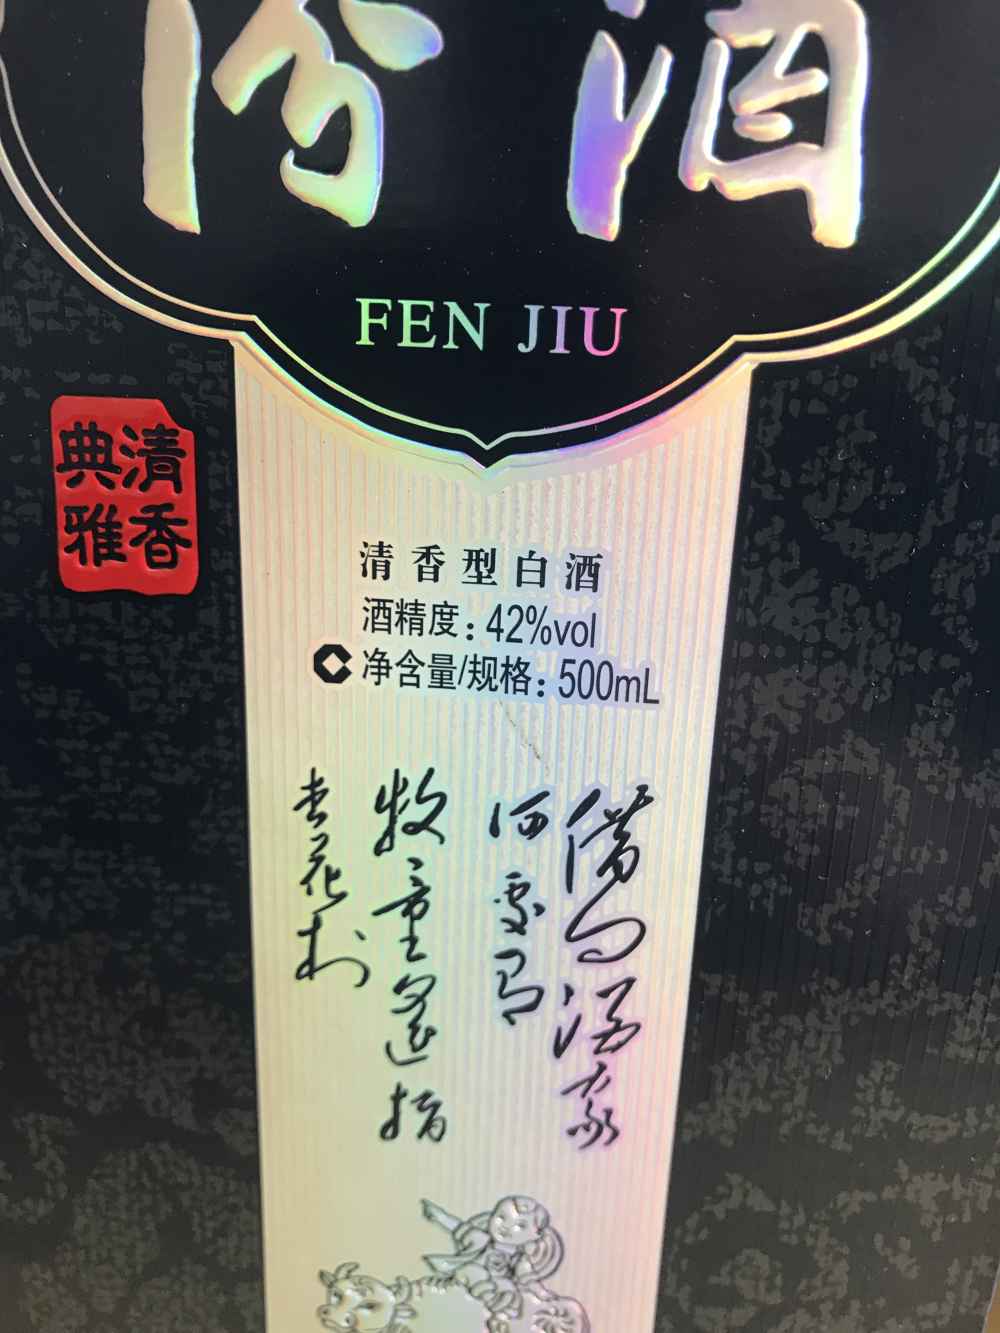 汾酒
FEN JIU
清香
典雅
清香型白酒
酒精度：42%vol
净含量/规格：500mL
借问酒家
何处有
牧童遥指
杏花村